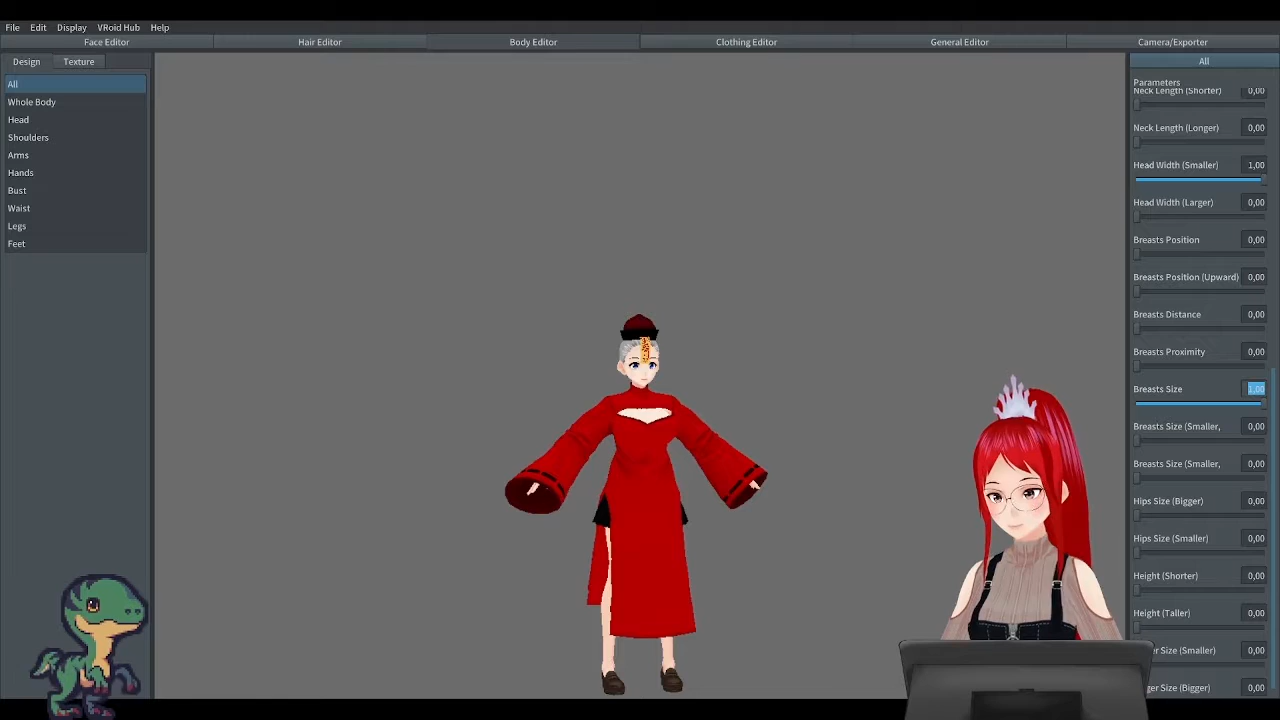 File Edit Display VRoid Hub Help
Face Editor Hair Editor Body Editor Clothing Editor General Editor Camera/Exporter
Design Texture
All
Whole Body
Head
Shoulders
Arms
Hands
Bust
Waist
Legs
Feet
All
Parameters
Neck Length (Shorter) 0,00
Neck Length (Longer) 0,00
Head Width (Smaller) 1,00
Head Width (Larger) 0,00
Breasts Position 0,00
Breasts Position (Upward) 0,00
Breasts Distance 0,00
Breasts Proximity 0,00
Breasts Size 1,00
Breasts Size (Smaller, 0,00
Breasts Size (Smaller, 0,00
Hips Size (Bigger) 0,00
Hips Size (Smaller) 0,00
Height (Shorter) 0,00
Height (Taller) 0,00
Size (Smaller) 0,00
Size (Bigger) 0,00